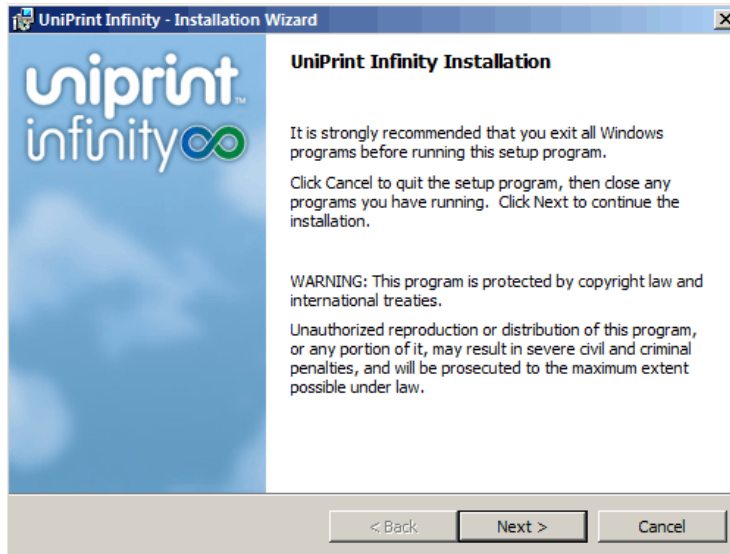 UniPrint Infinity - Installation Wizard
uniprint™
infinity
UniPrint Infinity Installation
It is strongly recommended that you exit all Windows
programs before running this setup program.
Click Cancel to quit the setup program, then close any
programs you have running.  Click Next to continue the
installation.
WARNING: This program is protected by copyright law and
international treaties.
Unauthorized reproduction or distribution of this program,
or any portion of it, may result in severe civil and criminal
penalties, and will be prosecuted to the maximum extent
possible under law.
< Back
Next >
Cancel